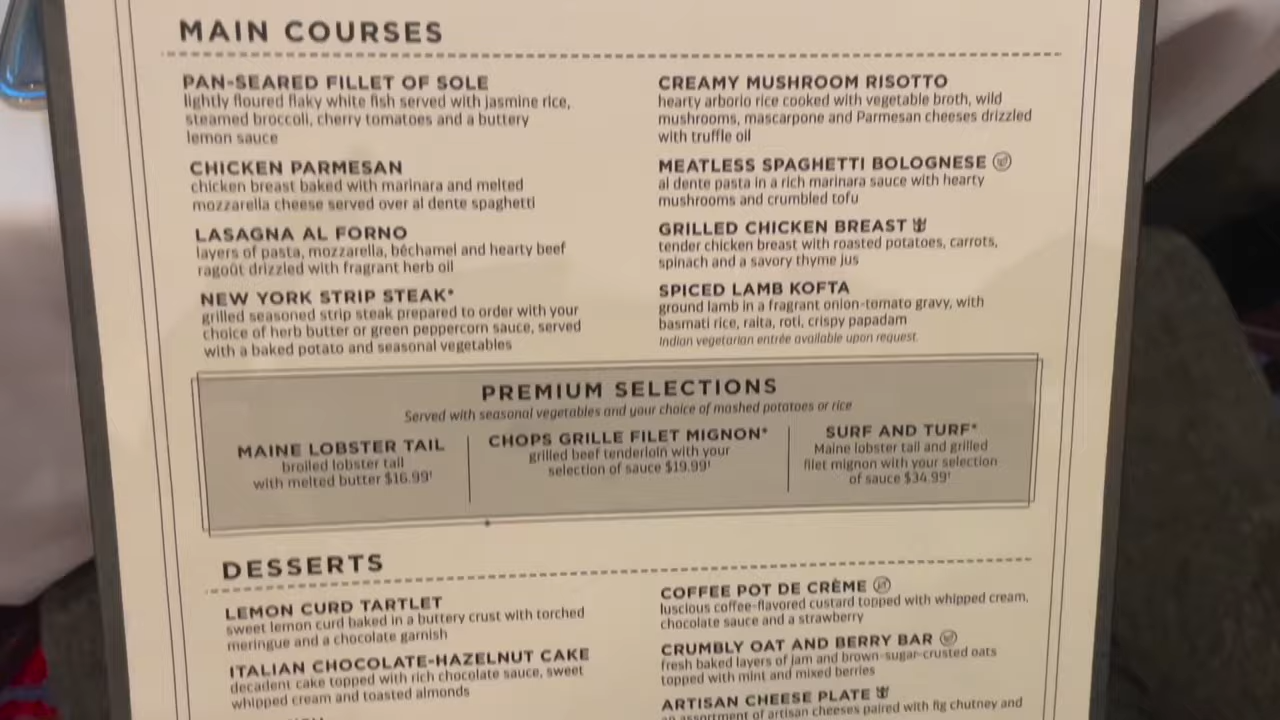 MAIN COURSES
PAN-SEARED FILLET OF SOLE
lightly floured flaky white fish served with jasmine rice,
steamed broccoli, cherry tomatoes and a buttery
lemon sauce
CHICKEN PARMESAN
chicken breast baked with marinara and melted
mozzarella cheese served over al dente spaghetti
LASAGNA AL FORNO
layers of pasta, mozzarella, béchamel and hearty beef
ragoût drizzled with fragrant herb oil
NEW YORK STRIP STEAK*
grilled seasoned strip steak prepared to order with your
choice of herb butter or green peppercorn sauce, served
with a baked potato and seasonal vegetables
CREAMY MUSHROOM RISOTTO
hearty arborio rice cooked with vegetable broth, wild
mushrooms, mascarpone and Parmesan cheeses drizzled
with truffle oil
MEATLESS SPAGHETTI BOLOGNESE
al dente pasta in a rich marinara sauce with hearty
mushrooms and crumbled tofu
GRILLED CHICKEN BREAST
tender chicken breast with roasted potatoes, carrots,
spinach and a savory thyme jus
SPICED LAMB KOFTA
ground lamb in a fragrant onion-tomato gravy, with
basmati rice, raita, roti, crispy papadam
Indian vegetarian entrée available upon request.
PREMIUM SELECTIONS
Served with seasonal vegetables and your choice of mashed potatoes or rice
MAINE LOBSTER TAIL
broiled lobster tail
with melted butter $16.99†
CHOPS GRILLE FILET MIGNON*
grilled beef tenderloin with your
selection of sauce $19.99†
SURF AND TURF*
Maine lobster tail and grilled
filet mignon with your selection
of sauce $34.99†
DESSERTS
LEMON CURD TARTLET
sweet lemon curd baked in a buttery crust with torched
meringue and a chocolate garnish
ITALIAN CHOCOLATE-HAZELNUT CAKE
decadent cake topped with rich chocolate sauce, sweet
whipped cream and toasted almonds
COFFEE POT DE CRÈME
luscious coffee-flavored custard topped with whipped cream,
chocolate sauce and a strawberry
CRUMBLY OAT AND BERRY BAR
fresh baked layers of jam and brown-sugar-crusted oats
topped with mint and mixed berries
ARTISAN CHEESE PLATE
an assortment of artisan cheeses paired with fig chutney and